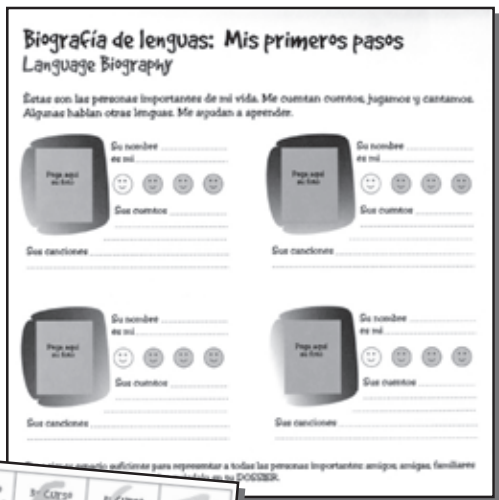 Biografía de lenguas: Mis primeros pasos
Language Biography
Éstas son las personas importantes de mi vida. Me cuentan cuentos, jugamos y cantamos.
Algunas hablan otras lenguas. Me ayudan a aprender.
Pega aquí
su foto
Su nombre
es mi
Sus cuentos
Sus canciones
Pega aquí
su foto
Su nombre
es mi
Sus cuentos
Sus canciones
Pega aquí
su foto
Su nombre
es mi
Sus cuentos
Sus canciones
Pega aquí
su foto
Su nombre
es mi
Sus cuentos
Sus canciones
espacio suficiente para representar a todas las personas importantes: amigos, amigas, familiares
en su DOSSIER.